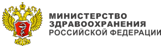 МИНИСТЕРСТВО
ЗДРАВООХРАНЕНИЯ
РОССИЙСКОЙ ФЕДЕРАЦИИ